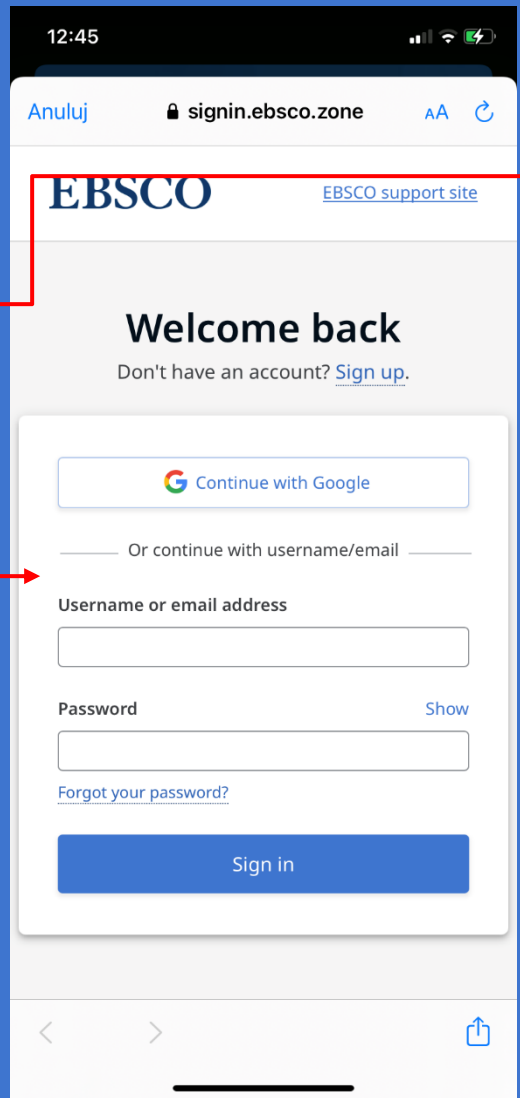 12:45
Anuluj signin.ebsco.zone AA
EBSCO EBSCO support site
Welcome back
Don't have an account? Sign up.
Continue with Google
Or continue with username/email
Username or email address
Password Show
Forgot your password?
Sign in